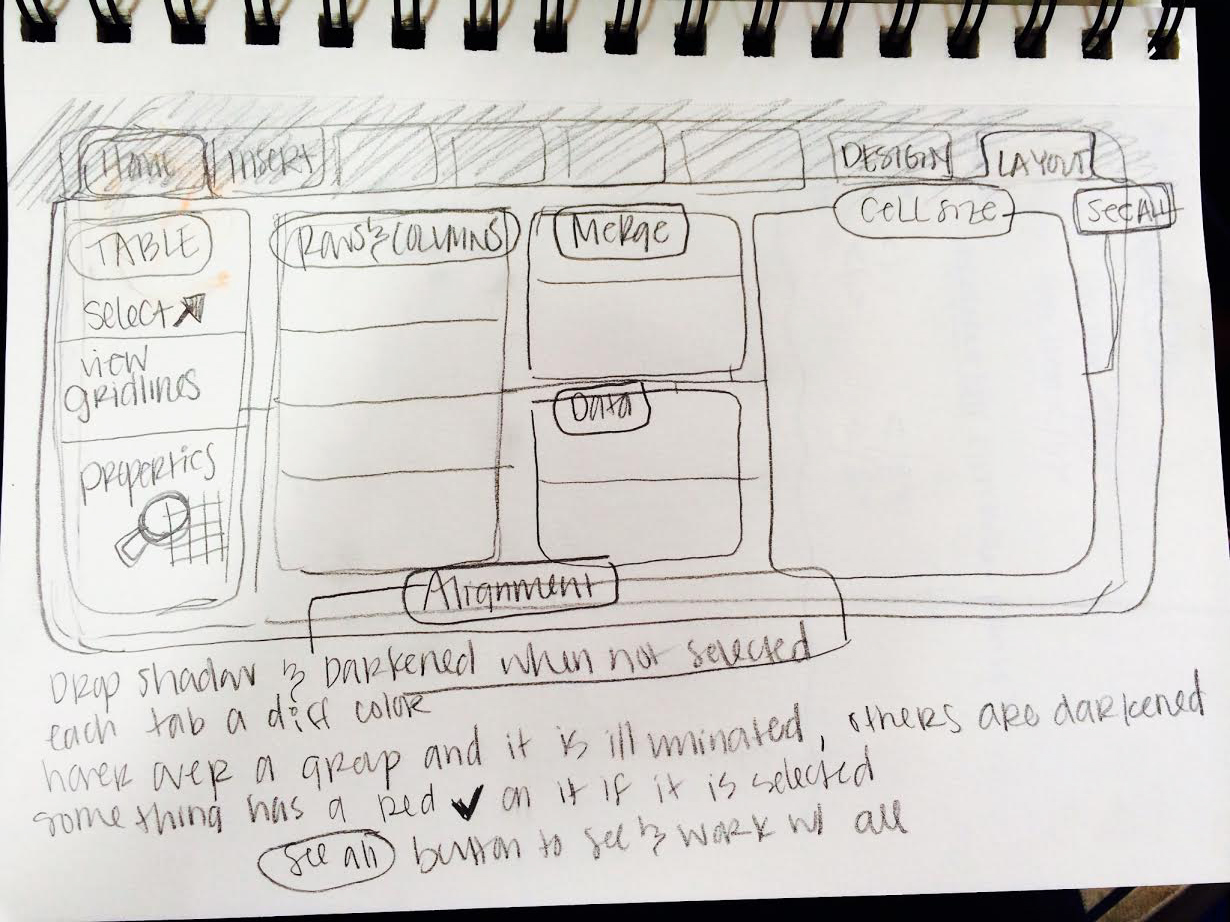 Home Insert DESIGN LAYOUT
TABLE ROWS & COLUMNS Merge CELL SIZE See ALL
Select
view
gridlines
Data
properties
Alignment
Drop shadow & Darkened when not selected
each tab a diff color
hover over a group and it is illuminated, others are darkened
something has a red ✔ on it if it is selected
See all button to see & work w/ all